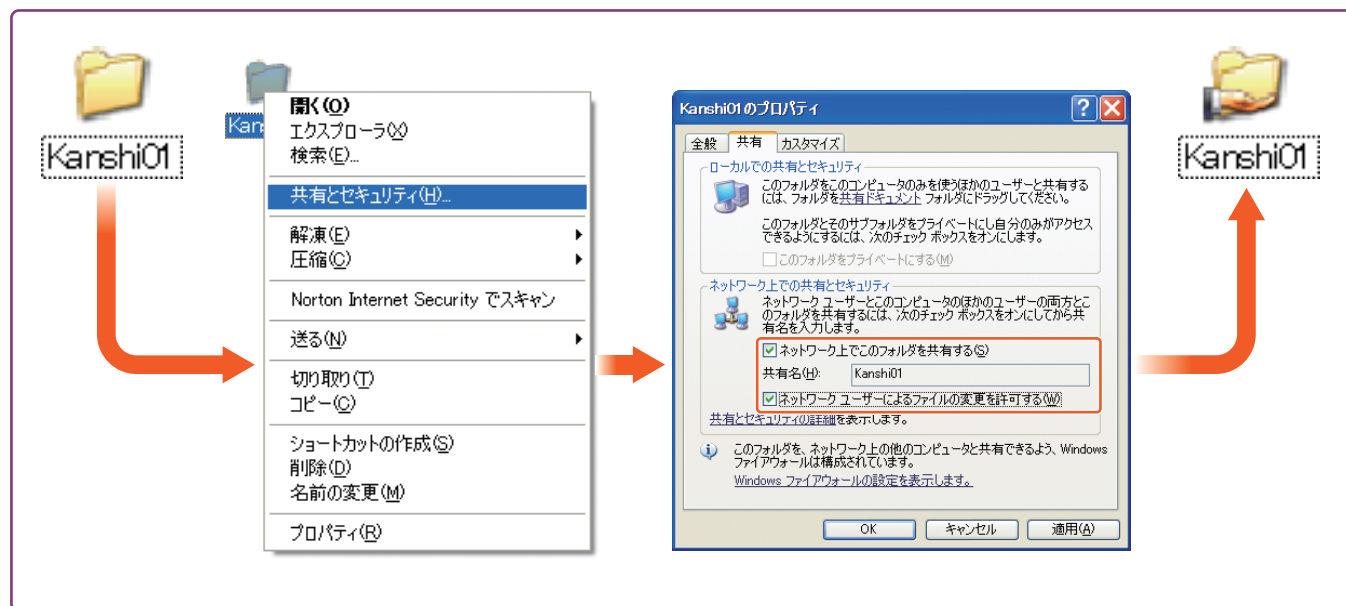 Kanshi01
Kan
開く(O)
エクスプローラ(X)
検索(E)...
共有とセキュリティ(H)...
解凍(E)
圧縮(C)
Norton Internet Security でスキャン
送る(N)
切り取り(T)
コピー(C)
ショートカットの作成(S)
削除(D)
名前の変更(M)
プロパティ(R)
Kanshi01のプロパティ
全般 共有 カスタマイズ
ローカルでの共有とセキュリティ
このフォルダをこのコンピュータのみを使うほかのユーザーと共有する
には、フォルダを共有ドキュメント フォルダにドラッグしてください。
このフォルダとそのサブフォルダをプライベートにし自分のみがアクセス
できるようにするには、次のチェック ボックスをオンにします。
このフォルダをプライベートにする(M)
ネットワーク上での共有とセキュリティ
ネットワーク ユーザーとこのコンピュータのほかのユーザーの両方とこ
のフォルダを共有するには、次のチェック ボックスをオンにしてから共
有名を入力します。
ネットワーク上でこのフォルダを共有する(S)
共有名(H): Kanshi01
ネットワーク ユーザーによるファイルの変更を許可する(W)
共有とセキュリティの詳細を表示します。
このフォルダを、ネットワーク上の他のコンピュータと共有できるよう、Windows
ファイアウォールは構成されています。
Windows ファイアウォールの設定を表示します。
OK キャンセル 適用(A)
Kanshi01